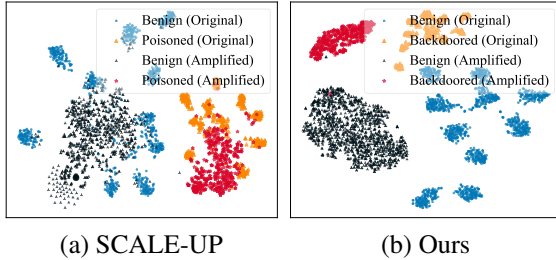 Benign (Original)
Poisoned (Original)
Benign (Amplified)
Poisoned (Amplified)
Benign (Original)
Backdoored (Original)
Benign (Amplified)
Backdoored (Amplified)
(a) SCALE-UP
(b) Ours